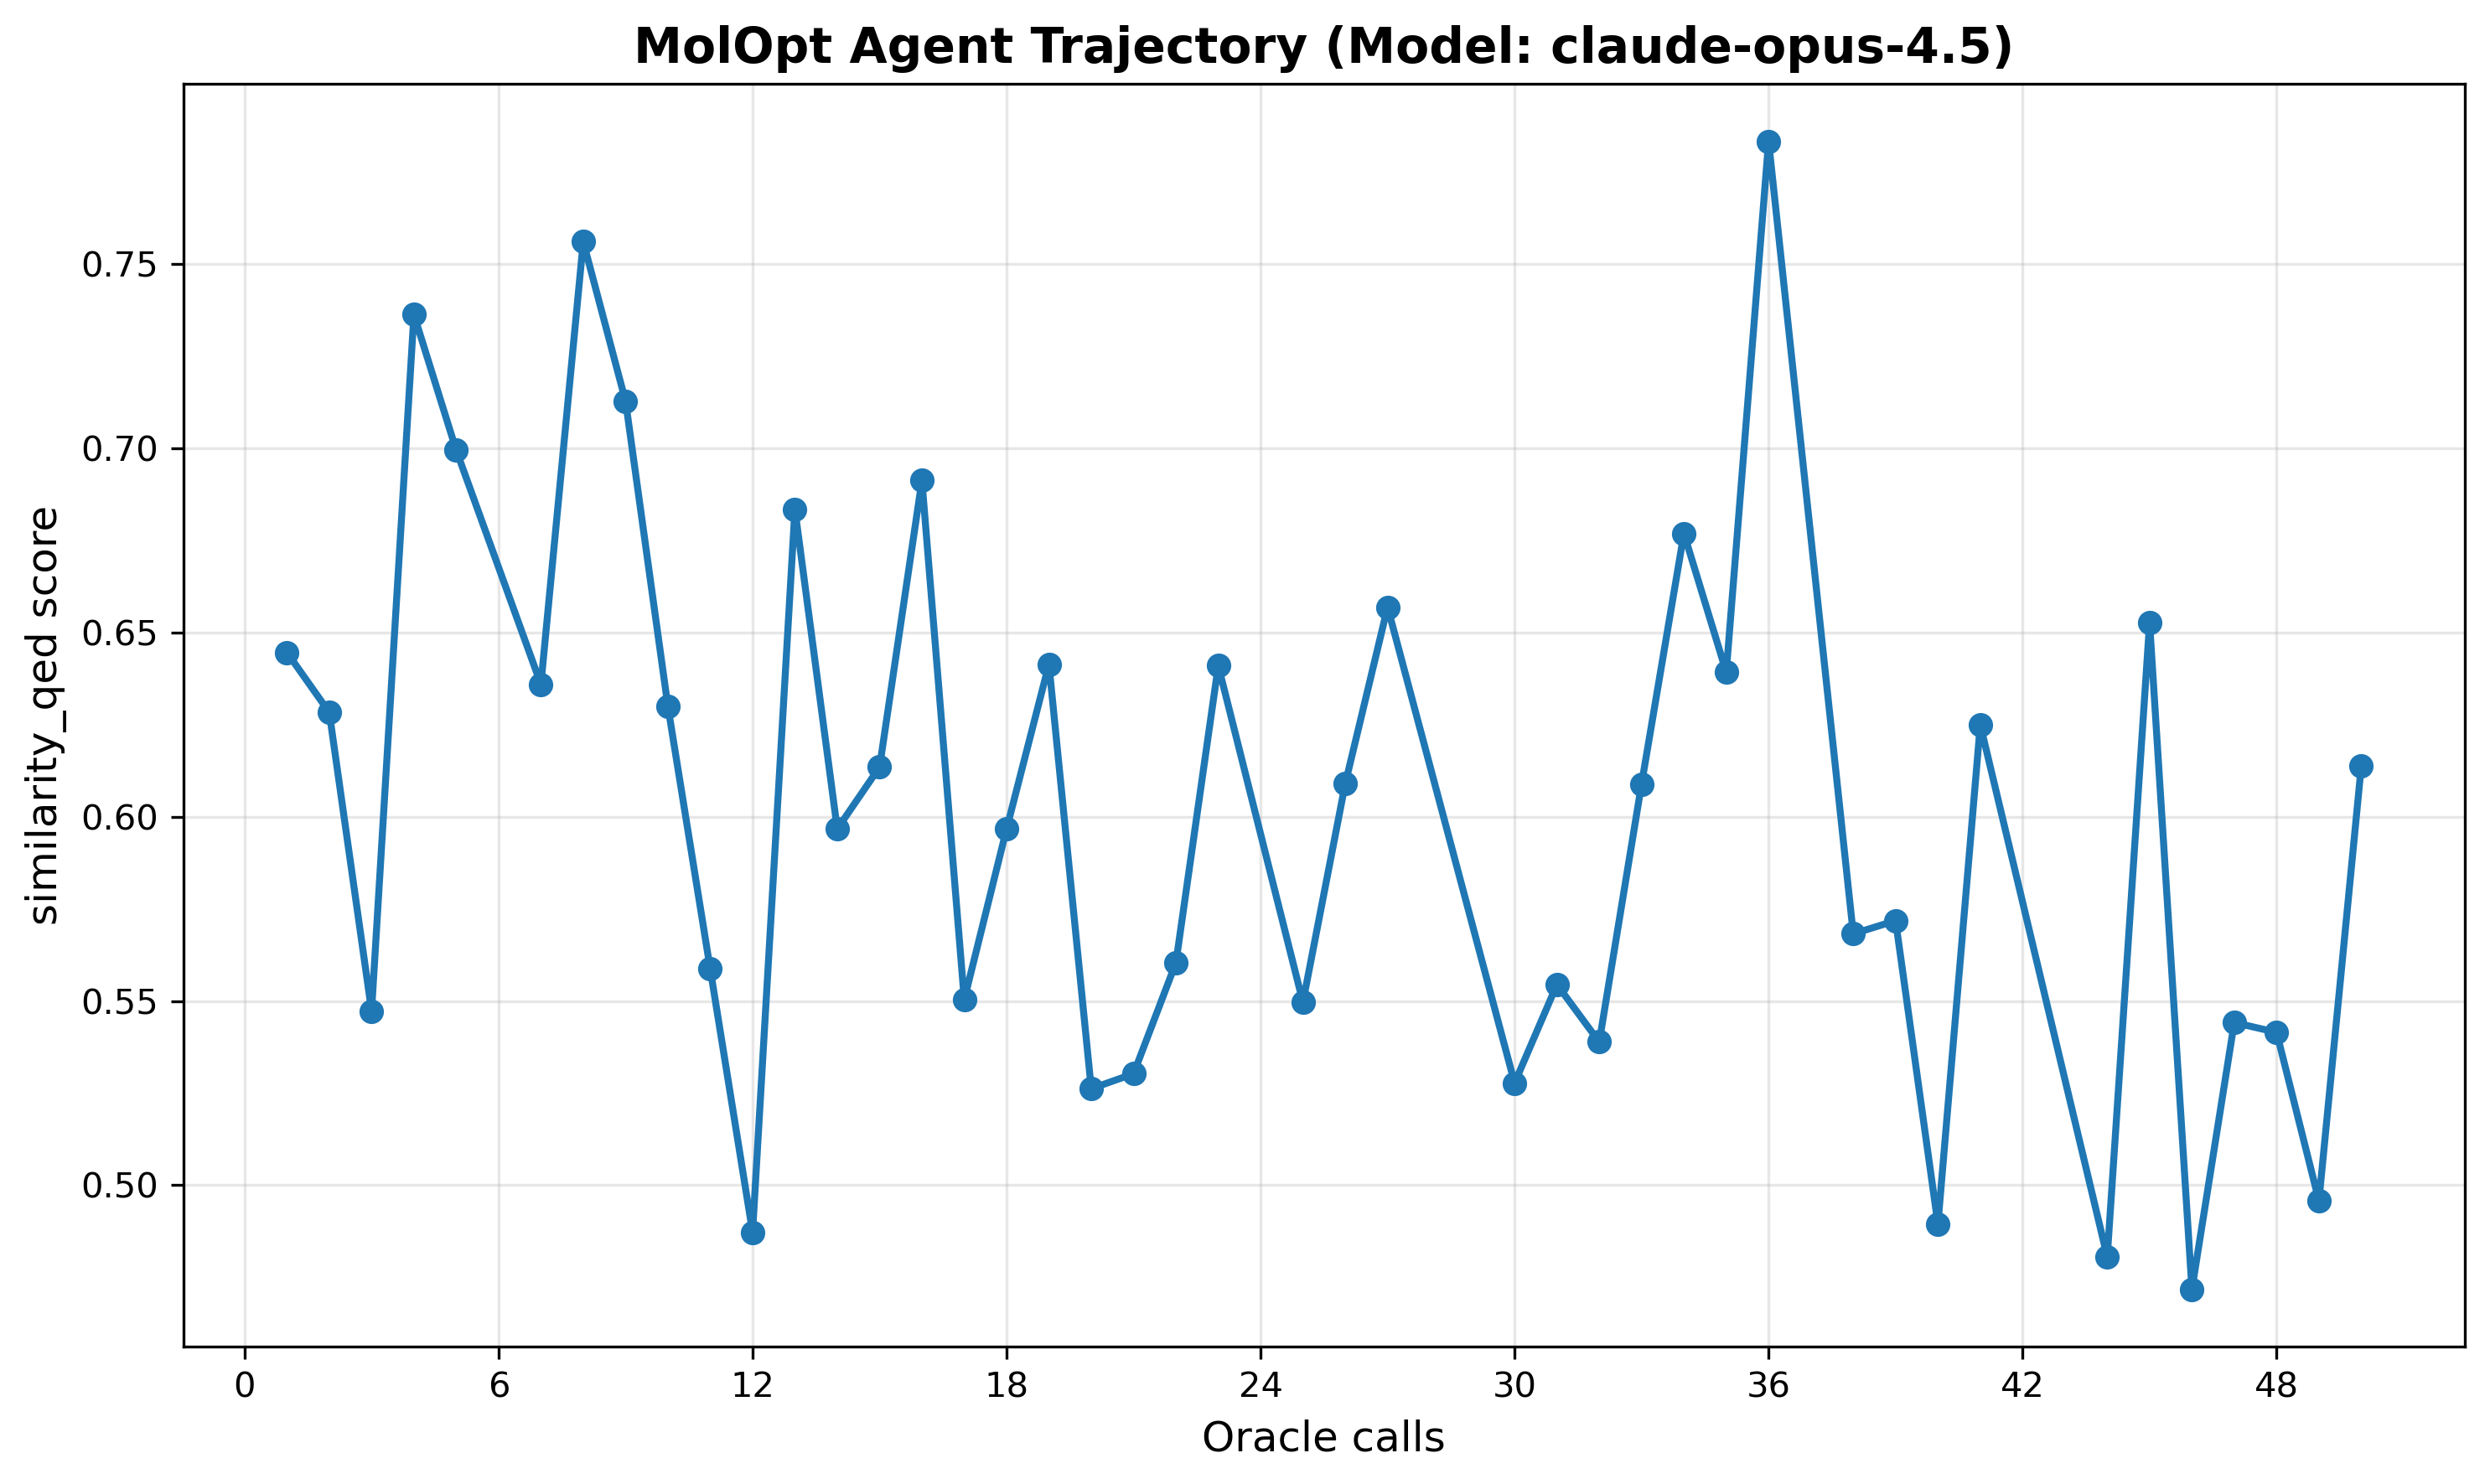 MolOpt Agent Trajectory (Model: claude-opus-4.5)
similarity_qed score
0.75
0.70
0.65
0.60
0.55
0.50
0 6 12 18 24 30 36 42 48
Oracle calls